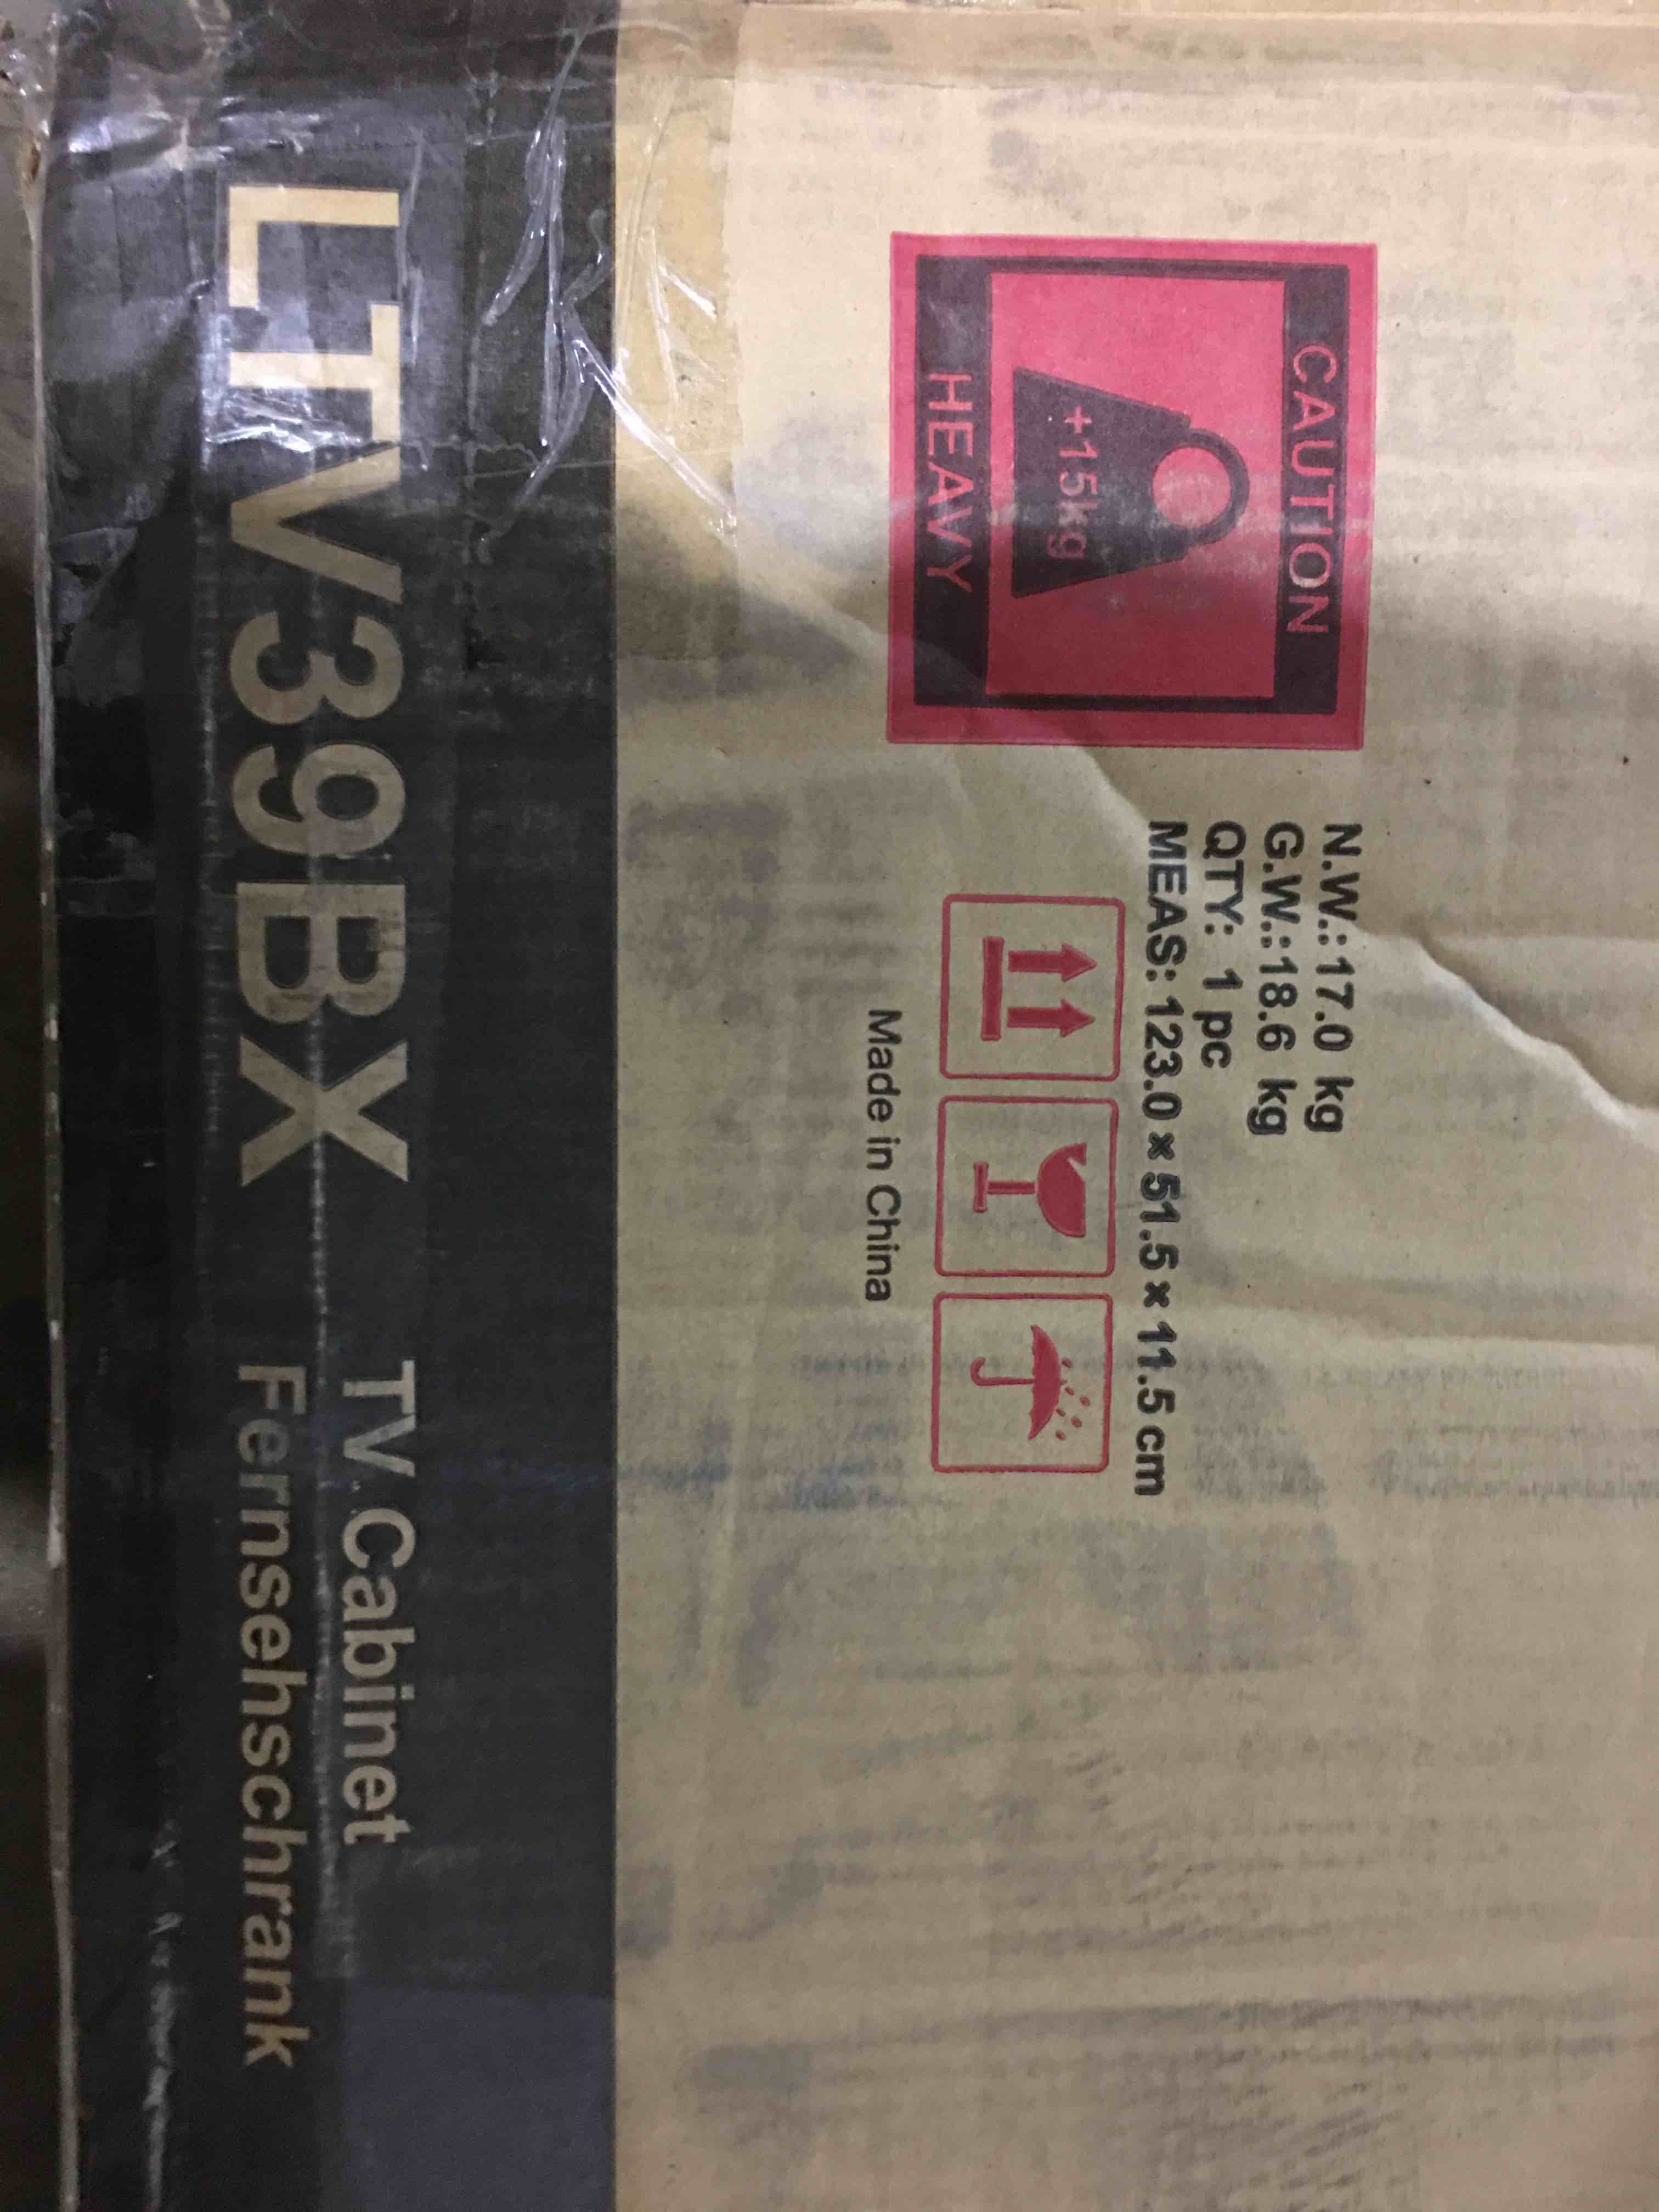 CAUTION
+15kg
HEAVY
N.W.:17.0 kg
G.W.:18.6 kg
QTY: 1 pc
MEAS: 123.0 × 51.5 × 11.5 cm
Made in China
LTV39BX
TV Cabinet
Fernsehschrank